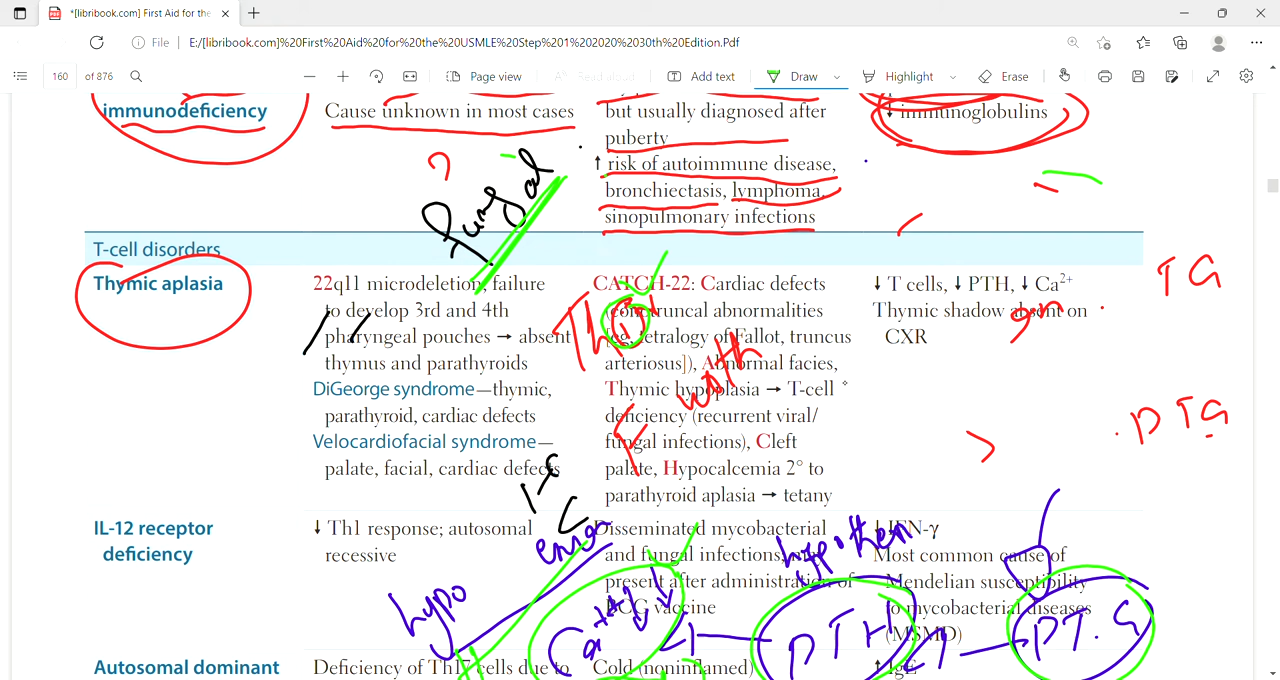 *[libribook.com] First Aid for the
File E:/[libribook.com]%20First%20Aid%20for%20the%20USMLE%20Step%201%202020%2030th%20Edition.Pdf
160 of 876 Page view Read aloud Add text Draw Highlight Erase
immunodeficiency
Cause unknown in most cases
but usually diagnosed after
puberty
↑ risk of autoimmune disease,
bronchiectasis, lymphoma,
sinopulmonary infections
↓ immunoglobulins
fungal
T-cell disorders
Thymic aplasia
22q11 microdeletion; failure
to develop 3rd and 4th
pharyngeal pouches → absent
thymus and parathyroids
DiGeorge syndrome—thymic,
parathyroid, cardiac defects
Velocardiofacial syndrome—
palate, facial, cardiac defects
CATCH-22: Cardiac defects
(conotruncal abnormalities
[eg, tetralogy of Fallot, truncus
arteriosus]), Abnormal facies,
Thymic hypoplasia → T-cell
deficiency (recurrent viral/
fungal infections), Cleft
palate, Hypocalcemia 2° to
parathyroid aplasia → tetany
↓ T cells, ↓ PTH, ↓ Ca2+
Thymic shadow absent on
CXR
TG
PTG
IL-12 receptor
deficiency
↓ Th1 response; autosomal
recessive
Disseminated mycobacterial
and fungal infections; may
present after administration of
BCG vaccine
↓ IFN-γ
Most common cause of
Mendelian susceptibility
to mycobacterial diseases
(MSMD)
hypo
Ca++
PTH
PT.G
Autosomal dominant
Deficiency of Th17 cells due to
Cold (noninflamed)
↑ IgE